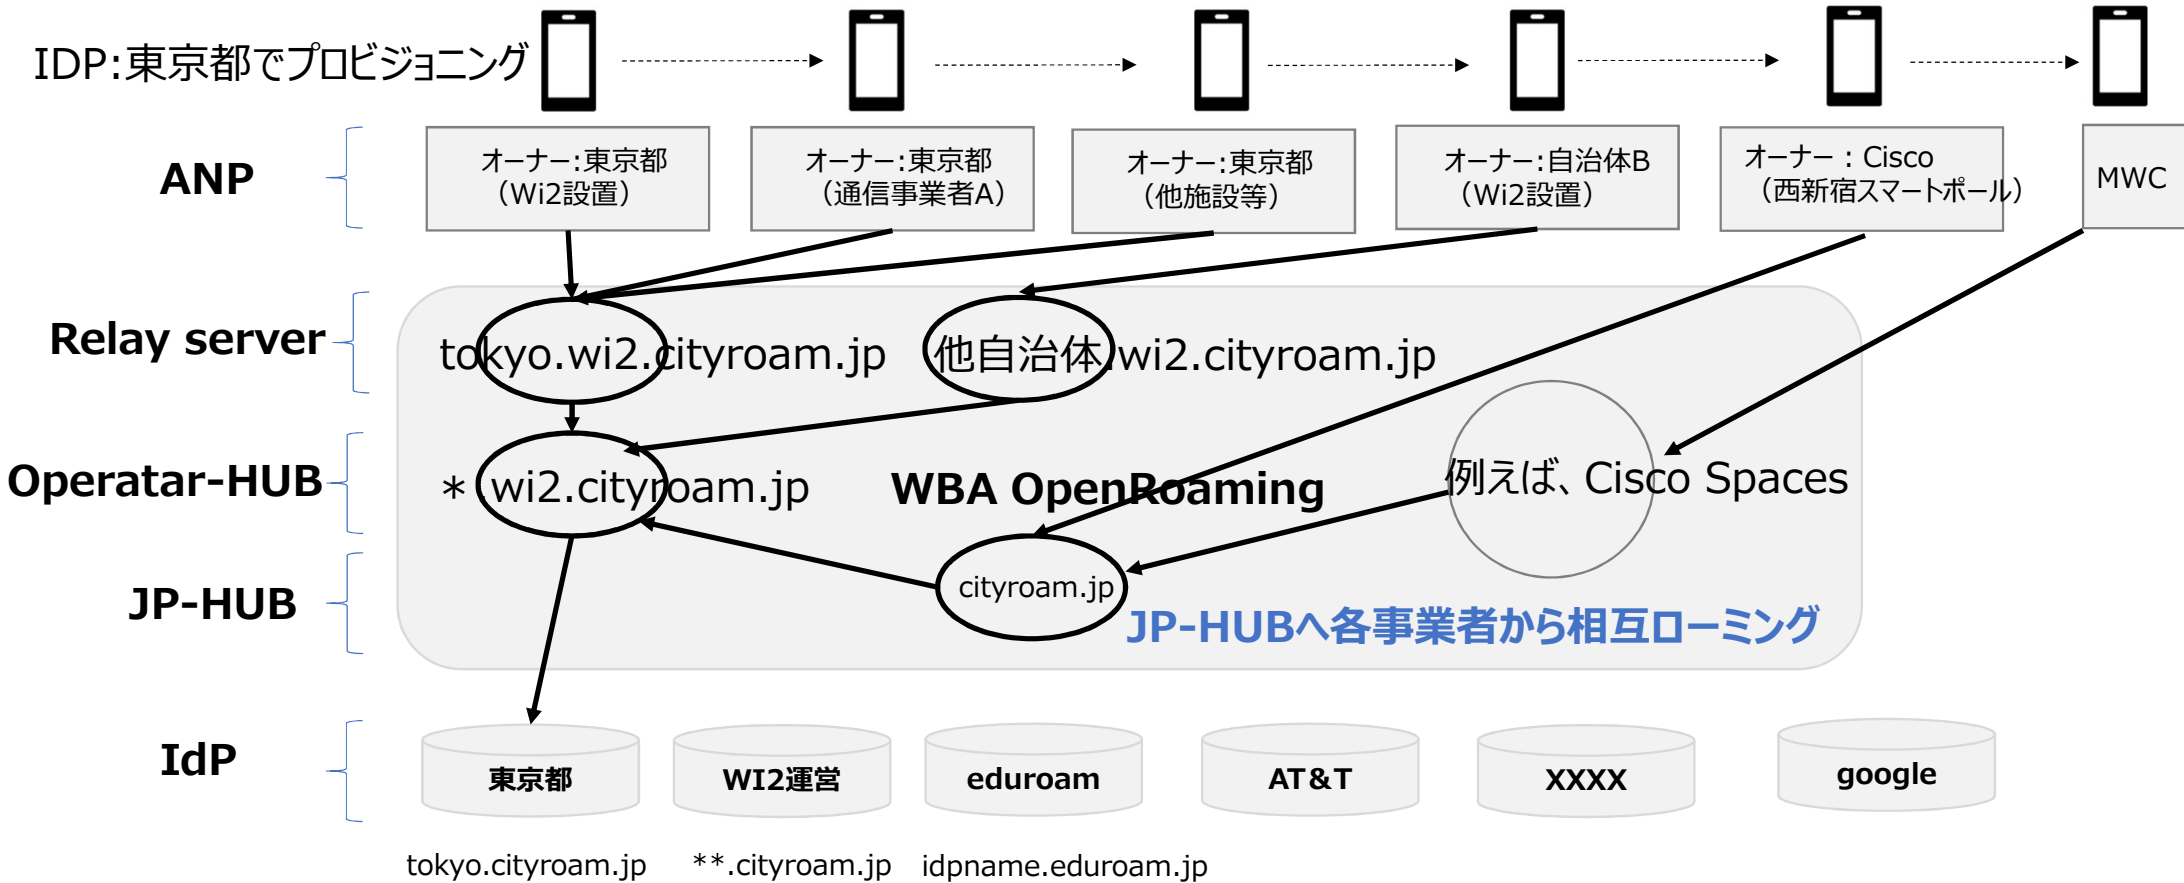 IDP:東京都でプロビジョニング
ANP
オーナー:東京都
（Wi2設置）
オーナー:東京都
（通信事業者A）
オーナー:東京都
（他施設等）
オーナー:自治体B
（Wi2設置）
オーナー：Cisco
（西新宿スマートポール）
MWC
Relay server
tokyo.wi2.cityroam.jp
他自治体.wi2.cityroam.jp
Operatar-HUB
*.wi2.cityroam.jp
WBA OpenRoaming
例えば、Cisco Spaces
JP-HUB
cityroam.jp
JP-HUBへ各事業者から相互ローミング
IdP
東京都
WI2運営
eduroam
AT&T
XXXX
google
tokyo.cityroam.jp
**.cityroam.jp
idpname.eduroam.jp